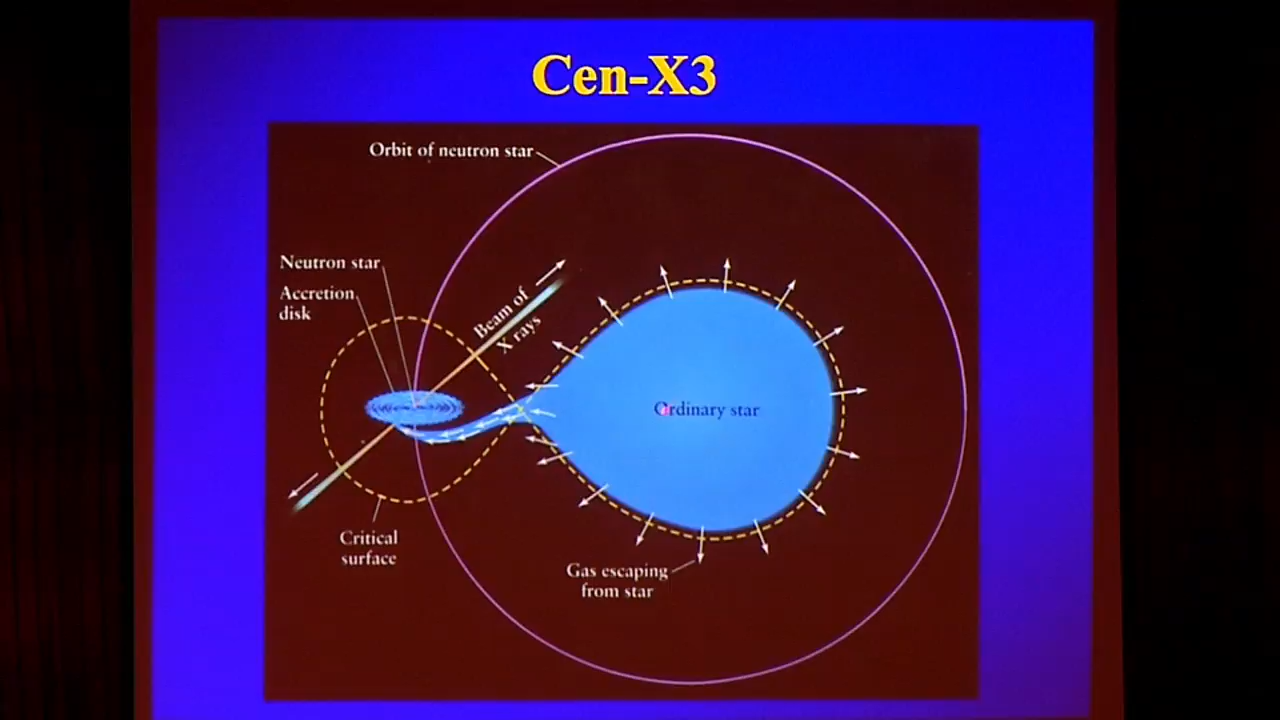 Cen-X3
Orbit of neutron star
Neutron star
Accretion
disk
Beam of
X rays
Ordinary star
Critical
surface
Gas escaping
from star